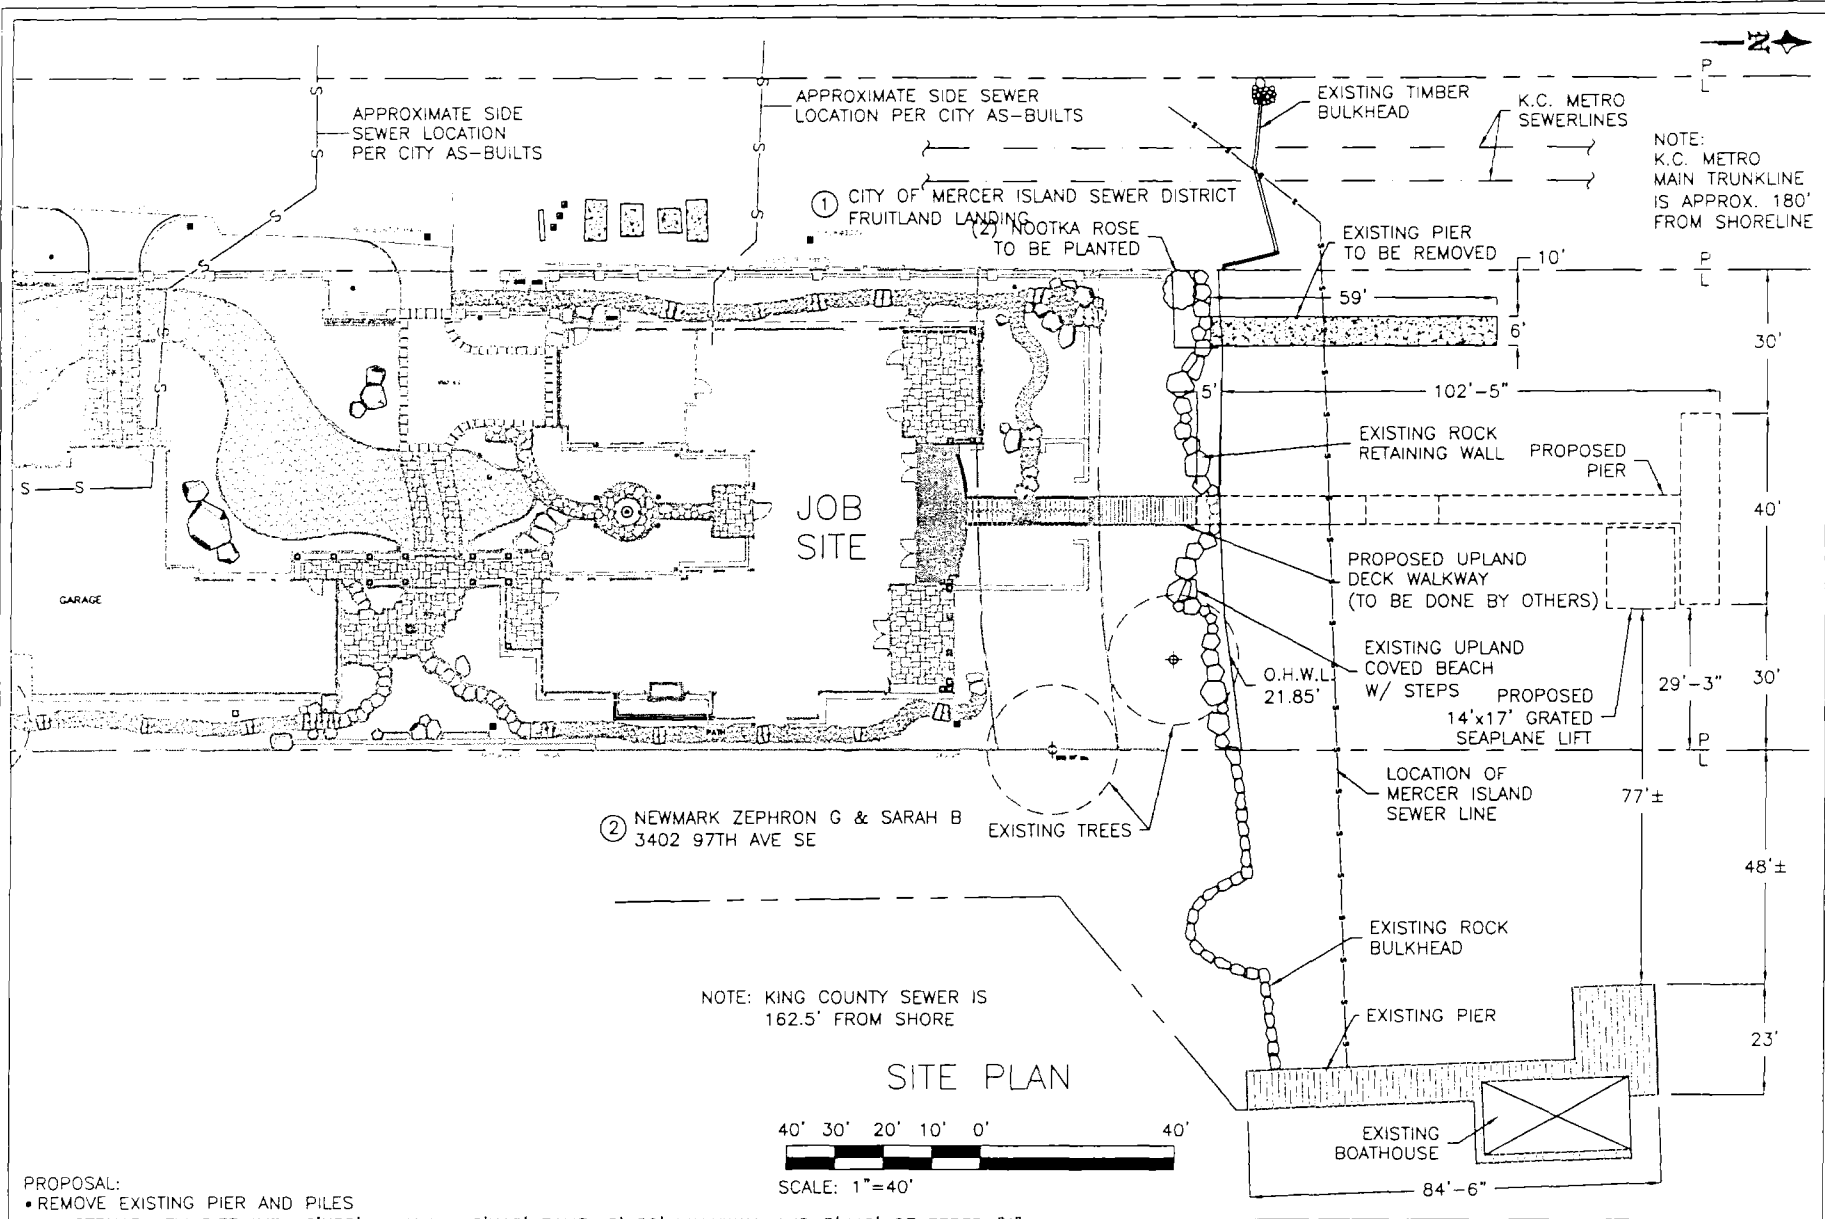 Z
P
L
APPROXIMATE SIDE
SEWER LOCATION
PER CITY AS-BUILTS
APPROXIMATE SIDE SEWER
LOCATION PER CITY AS-BUILTS
EXISTING TIMBER
BULKHEAD
K.C. METRO
SEWERLINES
NOTE:
K.C. METRO
MAIN TRUNKLINE
IS APPROX. 180'
FROM SHORELINE
1 CITY OF MERCER ISLAND SEWER DISTRICT
FRUITLAND LANDING
(2) NOOTKA ROSE
TO BE PLANTED
EXISTING PIER
TO BE REMOVED
10'
P
L
59'
6'
30'
5'
102'-5"
EXISTING ROCK
RETAINING WALL
PROPOSED
PIER
JOB
SITE
40'
PROPOSED UPLAND
DECK WALKWAY
(TO BE DONE BY OTHERS)
GARAGE
EXISTING UPLAND
COVED BEACH
W/ STEPS
O.H.W.L.
21.85'
PROPOSED
14'x17' GRATED
SEAPLANE LIFT
29'-3"
30'
PATH
P
L
LOCATION OF
MERCER ISLAND
SEWER LINE
77'±
2 NEWMARK ZEPHRON G & SARAH B
3402 97TH AVE SE
EXISTING TREES
48'±
EXISTING ROCK
BULKHEAD
NOTE: KING COUNTY SEWER IS
162.5' FROM SHORE
EXISTING PIER
23'
SITE PLAN
40' 30' 20' 10' 0' 40'
SCALE: 1"=40'
EXISTING
BOATHOUSE
84'-6"
PROPOSAL:
• REMOVE EXISTING PIER AND PILES